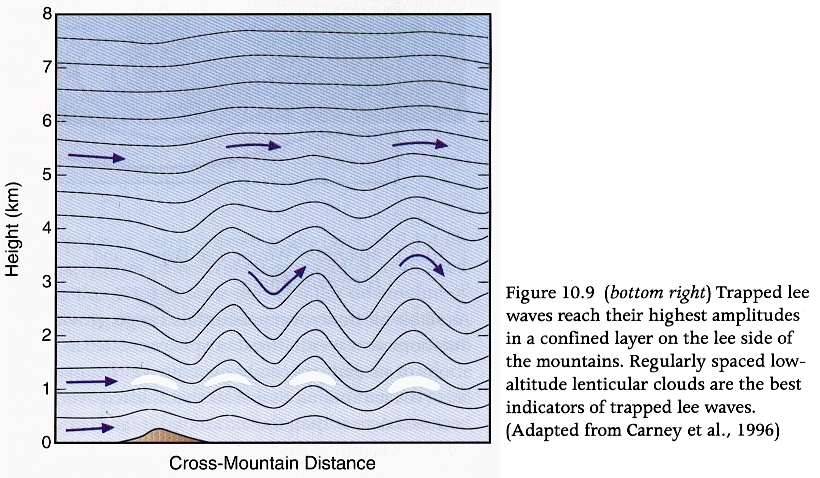 8
7
6
5
4
3
2
1
0
Height (km)
Cross-Mountain Distance
Figure 10.9 (bottom right) Trapped lee
waves reach their highest amplitudes
in a confined layer on the lee side of
the mountains. Regularly spaced low-
altitude lenticular clouds are the best
indicators of trapped lee waves.
(Adapted from Carney et al., 1996)